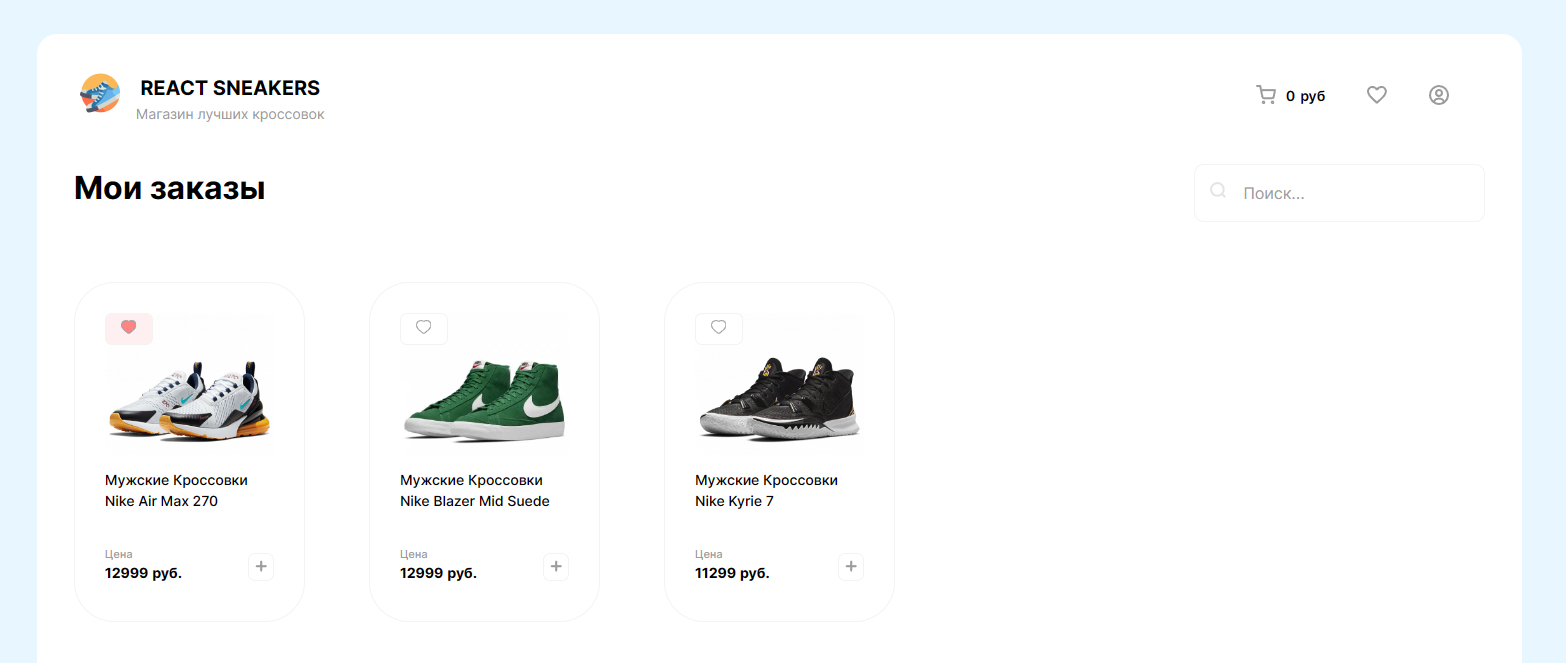 REACT SNEAKERS
Магазин лучших кроссовок
0 руб
Мои заказы
Поиск...
Мужские Кроссовки
Nike Air Max 270
Цена
12999 руб.
Мужские Кроссовки
Nike Blazer Mid Suede
Цена
12999 руб.
Мужские Кроссовки
Nike Kyrie 7
Цена
11299 руб.